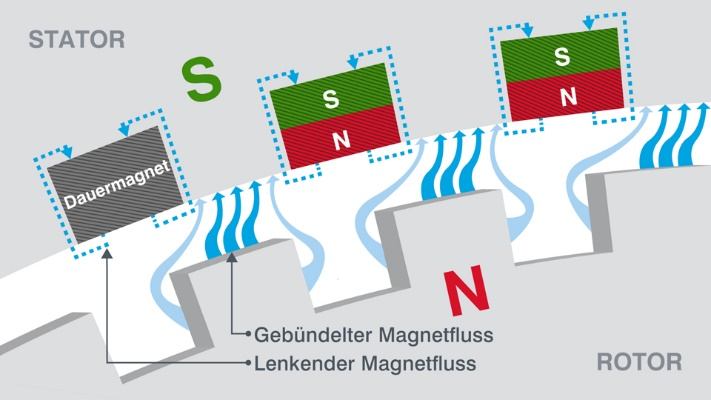 STATOR
S
S
N
S
N
Dauermagnet
N
Gebündelter Magnetfluss
Lenkender Magnetfluss
ROTOR